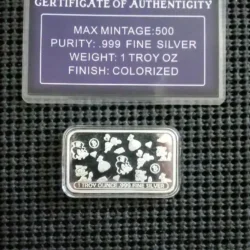 CERTIFICATE OF AUTHENTICITY
MAX MINTAGE:500
PURITY: .999 FINE SILVER
WEIGHT: 1 TROY OZ
FINISH: COLORIZED
1 TROY OUNCE .999 FINE SILVER